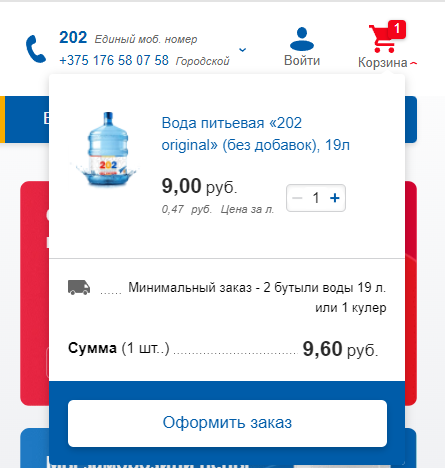 202 Единый моб. номер
+375 176 58 07 58 Городской
Войти
1
Корзина
Вода питьевая «202
original» (без добавок), 19л
202
9,00 руб.
0,47 руб. Цена за л.
− 1 +
Минимальный заказ - 2 бутыли воды 19 л.
или 1 кулер
Сумма (1 шт..) 9,60 руб.
Оформить заказ